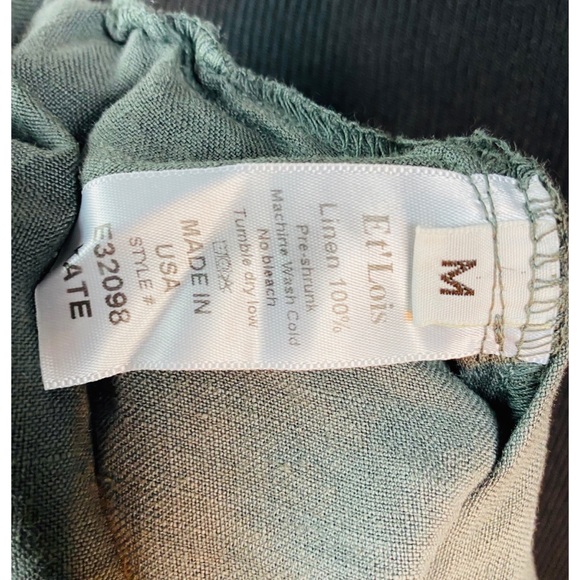 M
Et'Lois
Linen 100%
Pre-shrunk
Machine Wash Cold
No bleach
Tumble dry low
MADE IN
USA
STYLE #
E32098